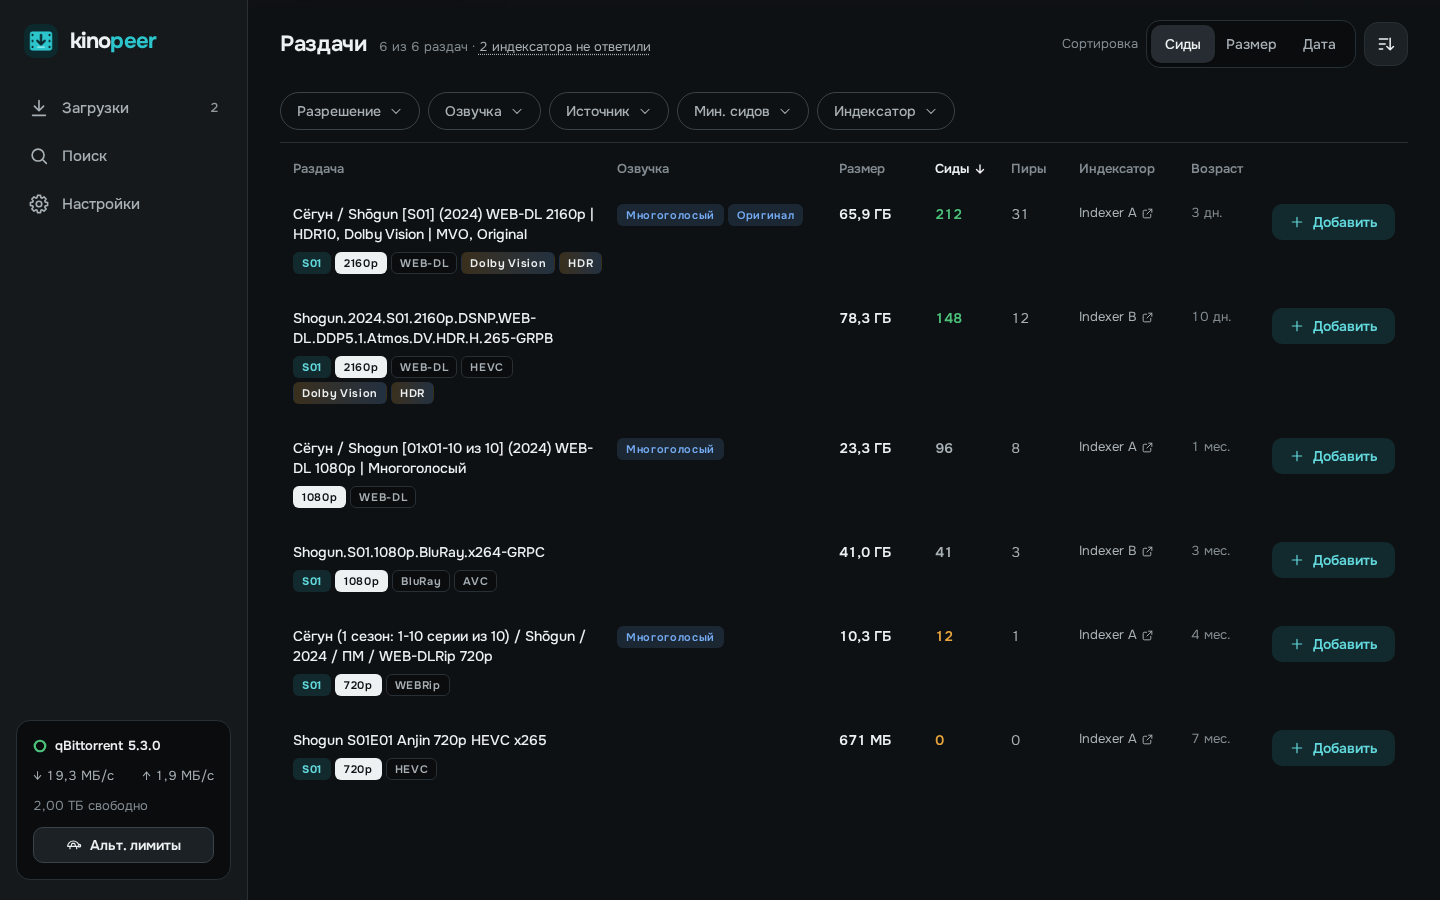 kinopeer
Загрузки 2
Поиск
Настройки
qBittorrent 5.3.0
↓ 19,3 МБ/с ↑ 1,9 МБ/с
2,00 ТБ свободно
Альт. лимиты
Раздачи 6 из 6 раздач · 2 индексатора не ответили
Сортировка Сиды Размер Дата
Разрешение Озвучка Источник Мин. сидов Индексатор
Раздача Озвучка Размер Сиды ↓ Пиры Индексатор Возраст
Сёгун / Shōgun [S01] (2024) WEB-DL 2160p | Многоголосый Оригинал 65,9 ГБ 212 31 Indexer A 3 дн. + Добавить
HDR10, Dolby Vision | MVO, Original
S01 2160p WEB-DL Dolby Vision HDR
Shogun.2024.S01.2160p.DSNP.WEB- 78,3 ГБ 148 12 Indexer B 10 дн. + Добавить
DL.DDP5.1.Atmos.DV.HDR.H.265-GRPB
S01 2160p WEB-DL HEVC
Dolby Vision HDR
Сёгун / Shogun [01x01-10 из 10] (2024) WEB- Многоголосый 23,3 ГБ 96 8 Indexer A 1 мес. + Добавить
DL 1080p | Многоголосый
1080p WEB-DL
Shogun.S01.1080p.BluRay.x264-GRPC 41,0 ГБ 41 3 Indexer B 3 мес. + Добавить
S01 1080p BluRay AVC
Сёгун (1 сезон: 1-10 серии из 10) / Shōgun / Многоголосый 10,3 ГБ 12 1 Indexer A 4 мес. + Добавить
2024 / ПМ / WEB-DLRip 720p
S01 720p WEBRip
Shogun S01E01 Anjin 720p HEVC x265 671 МБ 0 0 Indexer A 7 мес. + Добавить
S01 720p HEVC